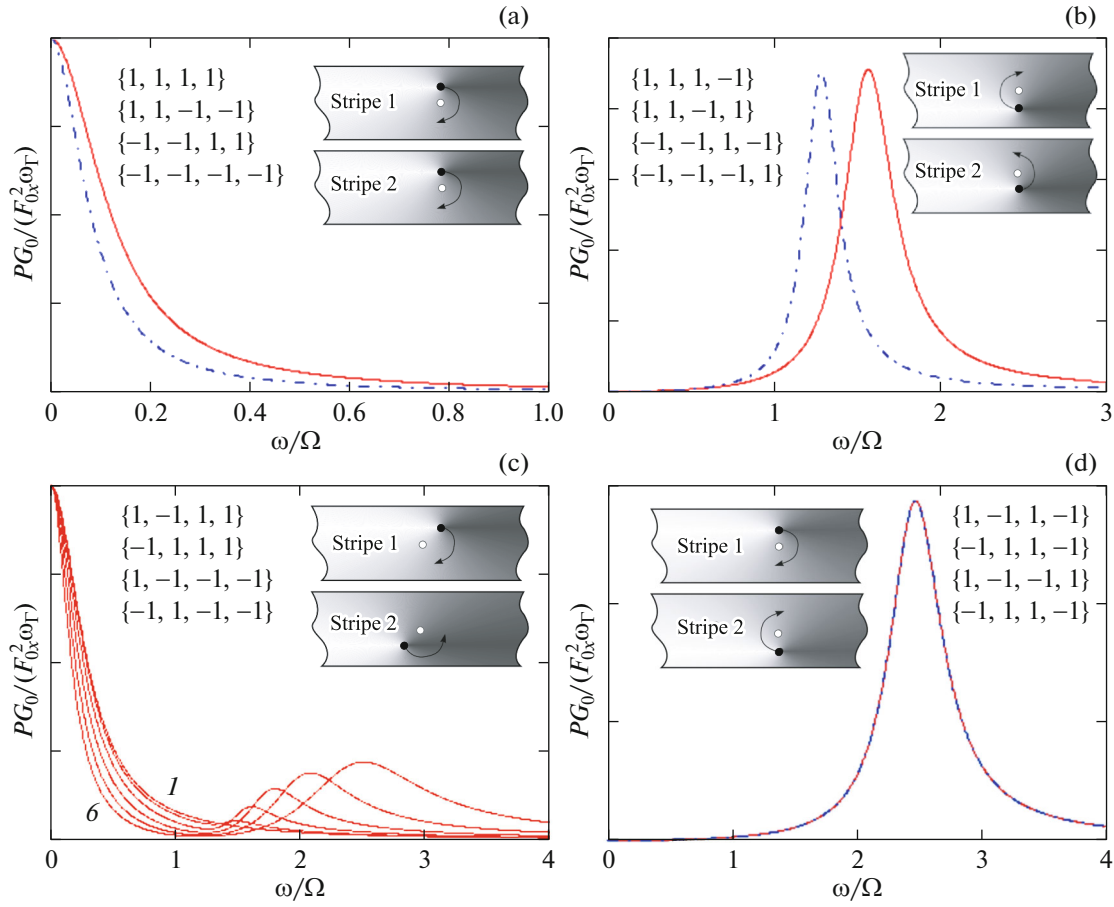 (a)
PG₀/(F²₀ₓω_Γ)
{1, 1, 1, 1}
{1, 1, −1, −1}
{−1, −1, 1, 1}
{−1, −1, −1, −1}
Stripe 1
Stripe 2
0 0.2 0.4 0.6 0.8 1.0
ω/Ω
(b)
PG₀/(F²₀ₓω_Γ)
{1, 1, 1, −1}
{1, 1, −1, 1}
{−1, −1, 1, −1}
{−1, −1, −1, 1}
Stripe 1
Stripe 2
0 1 2 3
ω/Ω
(c)
PG₀/(F²₀ₓω_Γ)
{1, −1, 1, 1}
{−1, 1, 1, 1}
{1, −1, −1, −1}
{−1, 1, −1, −1}
Stripe 1
Stripe 2
1
6
0 1 2 3 4
ω/Ω
(d)
PG₀/(F²₀ₓω_Γ)
Stripe 1
Stripe 2
{1, −1, 1, −1}
{−1, 1, 1, −1}
{1, −1, −1, 1}
{−1, 1, 1, −1}
0 1 2 3 4
ω/Ω